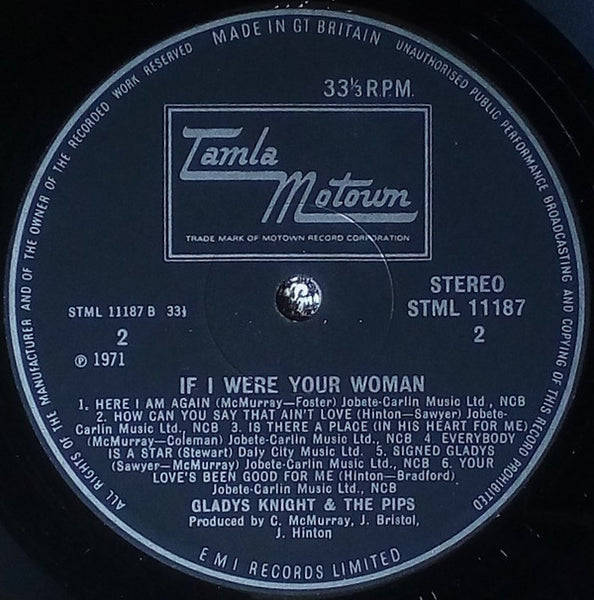 MADE IN GT BRITAIN
UNAUTHORISED PUBLIC PERFORMANCE BROADCASTING AND COPYING OF THIS RECORD PROHIBITED
ALL RIGHTS OF THE MANUFACTURER AND OF THE OWNER OF THE RECORDED WORK RESERVED
33⅓ R.P.M.
Tamla
Motown
TRADE MARK OF MOTOWN RECORD CORPORATION
STEREO
STML 11187
2
STML 11187 B 33⅓
2
℗ 1971
IF I WERE YOUR WOMAN
1. HERE I AM AGAIN (McMurray—Foster) Jobete-Carlin Music Ltd., NCB
2. HOW CAN YOU SAY THAT AIN'T LOVE (Hinton—Sawyer) Jobete-
Carlin Music Ltd., NCB 3. IS THERE A PLACE (IN HIS HEART FOR ME)
(McMurray—Coleman) Jobete-Carlin Music Ltd., NCB 4. EVERYBODY
IS A STAR (Stewart) Daly City Music Ltd. 5. SIGNED GLADYS
(Sawyer—McMurray) Jobete-Carlin Music Ltd., NCB 6. YOUR
LOVE'S BEEN GOOD FOR ME (Hinton—Bradford)
Jobete-Carlin Music Ltd., NCB
GLADYS KNIGHT & THE PIPS
Produced by C. McMurray, J. Bristol,
J. Hinton
EMI RECORDS LIMITED